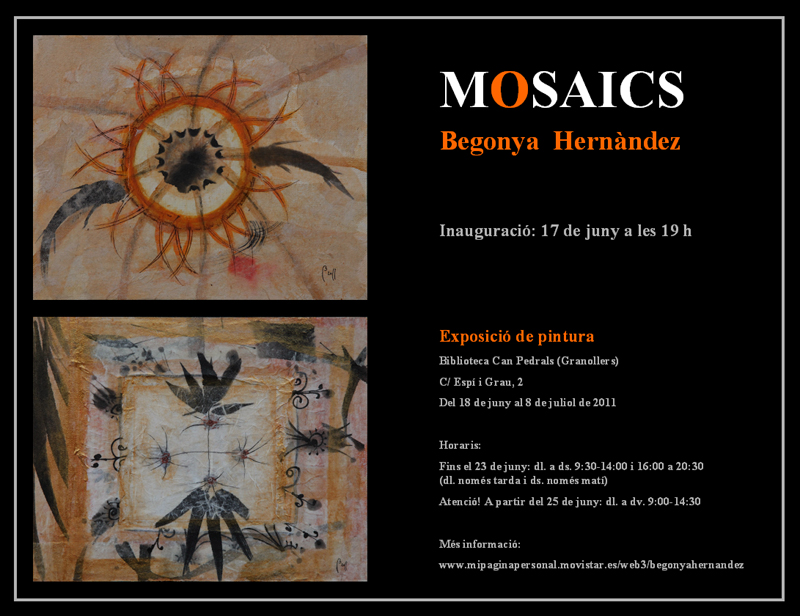 MOSAICS
Begonya Hernàndez
Inauguració: 17 de juny a les 19 h
Exposició de pintura
Biblioteca Can Pedrals (Granollers)
C/ Espí i Grau, 2
Del 18 de juny al 8 de juliol de 2011
Horaris:
Fins el 23 de juny: dl. a ds. 9:30-14:00 i 16:00 a 20:30
(dl. només tarda i ds. només matí)
Atenció! A partir del 25 de juny: dl. a dv. 9:00-14:30
Més informació:
www.mipaginapersonal.movistar.es/web3/begonyahernandez